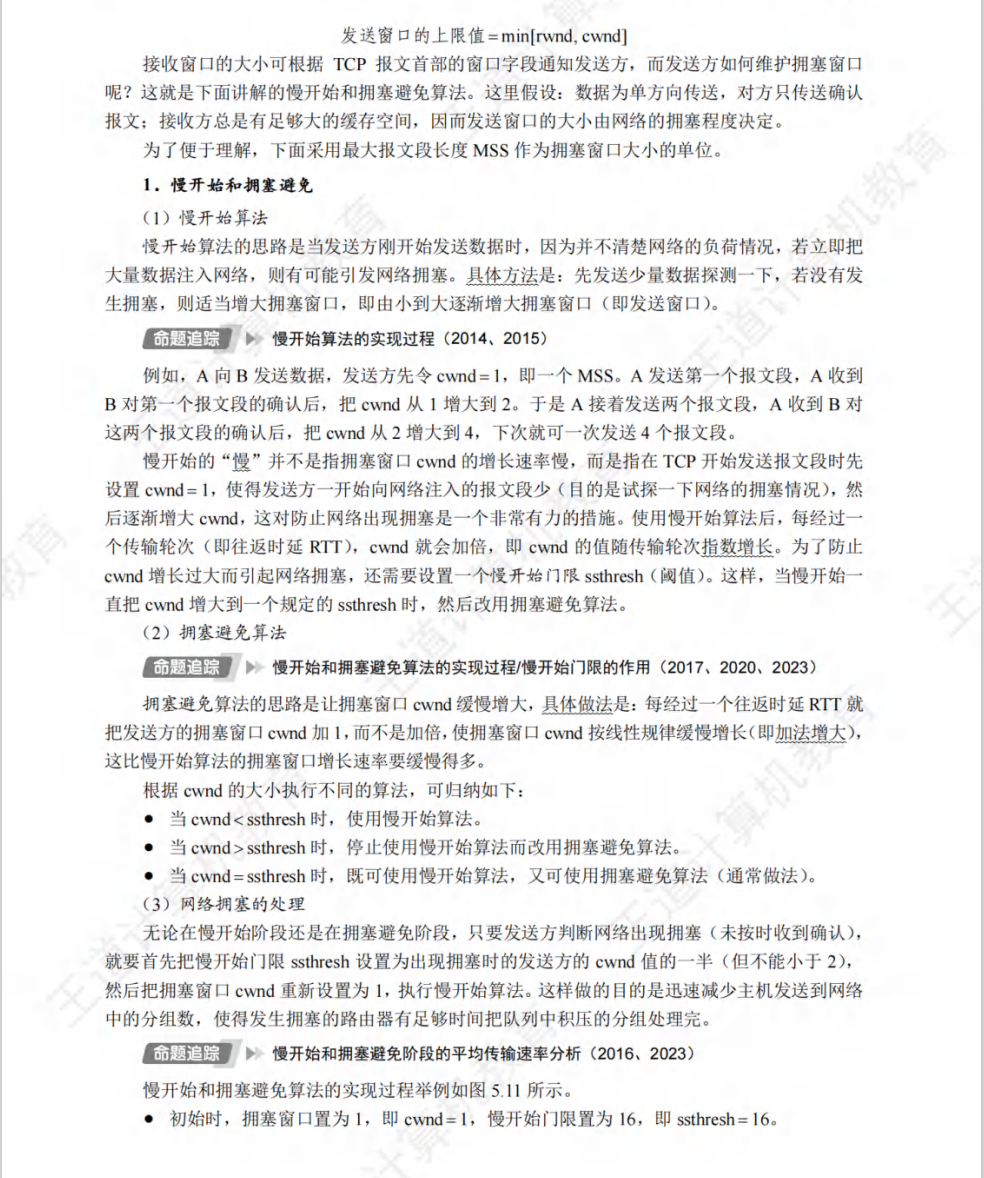 发送窗口的上限值=min[rwnd, cwnd]
接收窗口的大小可根据 TCP 报文首部的窗口字段通知发送方，而发送方如何维护拥塞窗口
呢？这就是下面讲解的慢开始和拥塞避免算法。这里假设：数据为单方向传送，对方只传送确认
报文；接收方总是有足够大的缓存空间，因而发送窗口的大小由网络的拥塞程度决定。
为了便于理解，下面采用最大报文段长度 MSS 作为拥塞窗口大小的单位。
1．慢开始和拥塞避免
（1）慢开始算法
慢开始算法的思路是当发送方刚开始发送数据时，因为并不清楚网络的负荷情况，若立即把
大量数据注入网络，则有可能引发网络拥塞。具体方法是：先发送少量数据探测一下，若没有发
生拥塞，则适当增大拥塞窗口，即由小到大逐渐增大拥塞窗口（即发送窗口）。
命题追踪 慢开始算法的实现过程（2014、2015）
例如，A 向 B 发送数据，发送方先令 cwnd=1，即一个 MSS。A 发送第一个报文段，A 收到
B 对第一个报文段的确认后，把 cwnd 从 1 增大到 2。于是 A 接着发送两个报文段，A 收到 B 对
这两个报文段的确认后，把 cwnd 从 2 增大到 4，下次就可一次发送 4 个报文段。
慢开始的“慢”并不是指拥塞窗口 cwnd 的增长速率慢，而是指在 TCP 开始发送报文段时先
设置 cwnd=1，使得发送方一开始向网络注入的报文段少（目的是试探一下网络的拥塞情况），然
后逐渐增大 cwnd，这对防止网络出现拥塞是一个非常有力的措施。使用慢开始算法后，每经过一
个传输轮次（即往返时延 RTT），cwnd 就会加倍，即 cwnd 的值随传输轮次指数增长。为了防止
cwnd 增长过大而引起网络拥塞，还需要设置一个慢开始门限 ssthresh（阈值）。这样，当慢开始一
直把 cwnd 增大到一个规定的 ssthresh 时，然后改用拥塞避免算法。
（2）拥塞避免算法
命题追踪 慢开始和拥塞避免算法的实现过程/慢开始门限的作用（2017、2020、2023）
拥塞避免算法的思路是让拥塞窗口 cwnd 缓慢增大，具体做法是：每经过一个往返时延 RTT 就
把发送方的拥塞窗口 cwnd 加 1，而不是加倍，使拥塞窗口 cwnd 按线性规律缓慢增长（即加法增大），
这比慢开始算法的拥塞窗口增长速率要缓慢得多。
根据 cwnd 的大小执行不同的算法，可归纳如下：
● 当 cwnd<ssthresh 时，使用慢开始算法。
● 当 cwnd>ssthresh 时，停止使用慢开始算法而改用拥塞避免算法。
● 当 cwnd=ssthresh 时，既可使用慢开始算法，又可使用拥塞避免算法（通常做法）。
（3）网络拥塞的处理
无论在慢开始阶段还是在拥塞避免阶段，只要发送方判断网络出现拥塞（未按时收到确认），
就要首先把慢开始门限 ssthresh 设置为出现拥塞时的发送方的 cwnd 值的一半（但不能小于 2），
然后把拥塞窗口 cwnd 重新设置为 1，执行慢开始算法。这样做的目的是迅速减少主机发送到网络
中的分组数，使得发生拥塞的路由器有足够时间把队列中积压的分组处理完。
命题追踪 慢开始和拥塞避免阶段的平均传输速率分析（2016、2023）
慢开始和拥塞避免算法的实现过程举例如图 5.11 所示。
● 初始时，拥塞窗口置为 1，即 cwnd=1，慢开始门限置为 16，即 ssthresh=16。